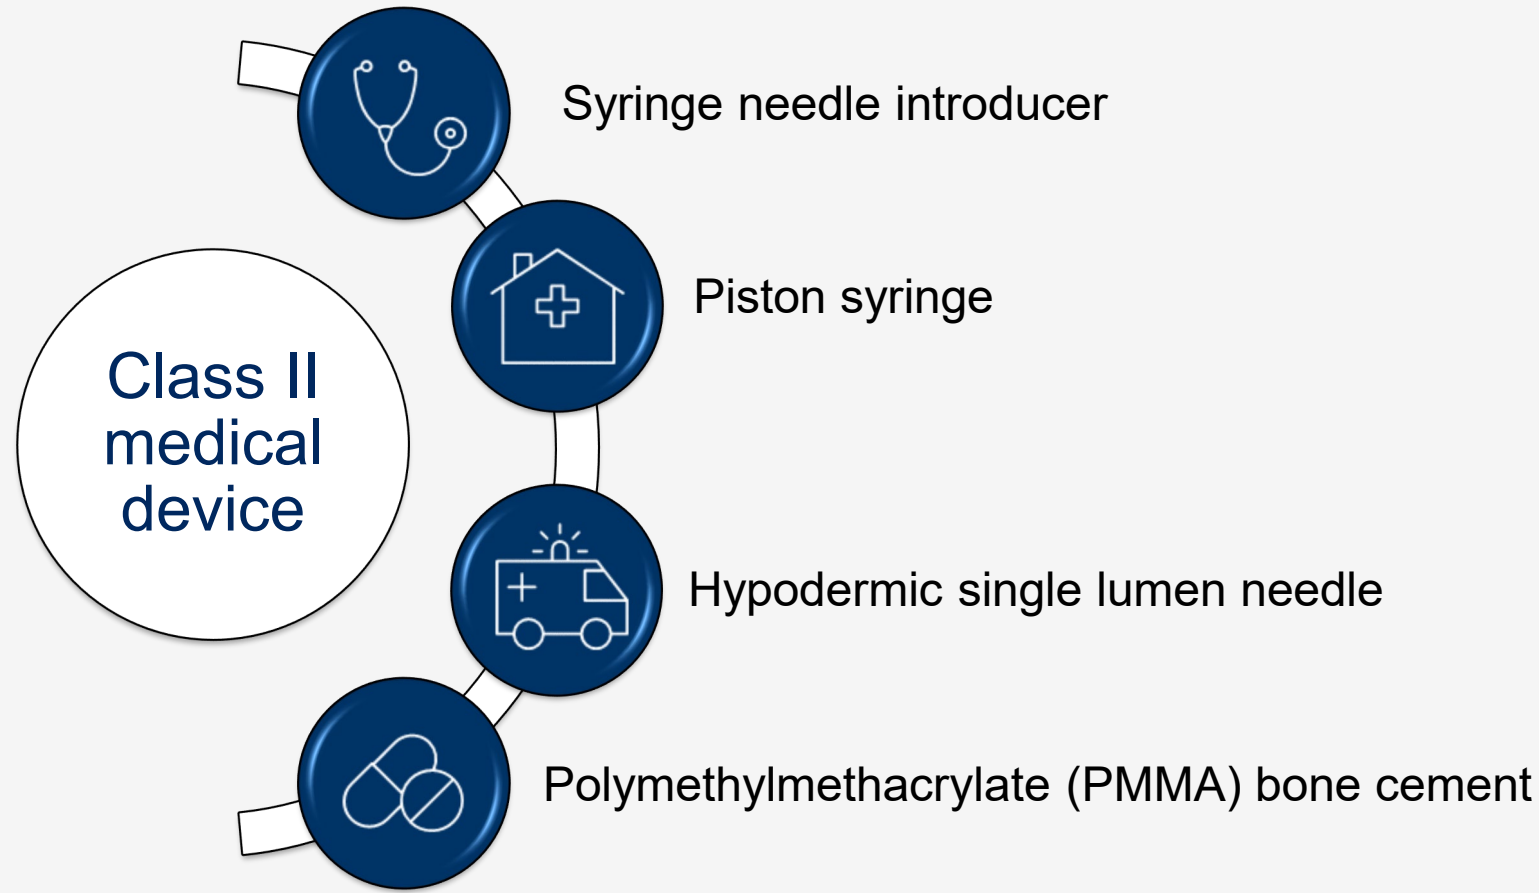 Syringe needle introducer
Piston syringe
Class II
medical
device
Hypodermic single lumen needle
Polymethylmethacrylate (PMMA) bone cement